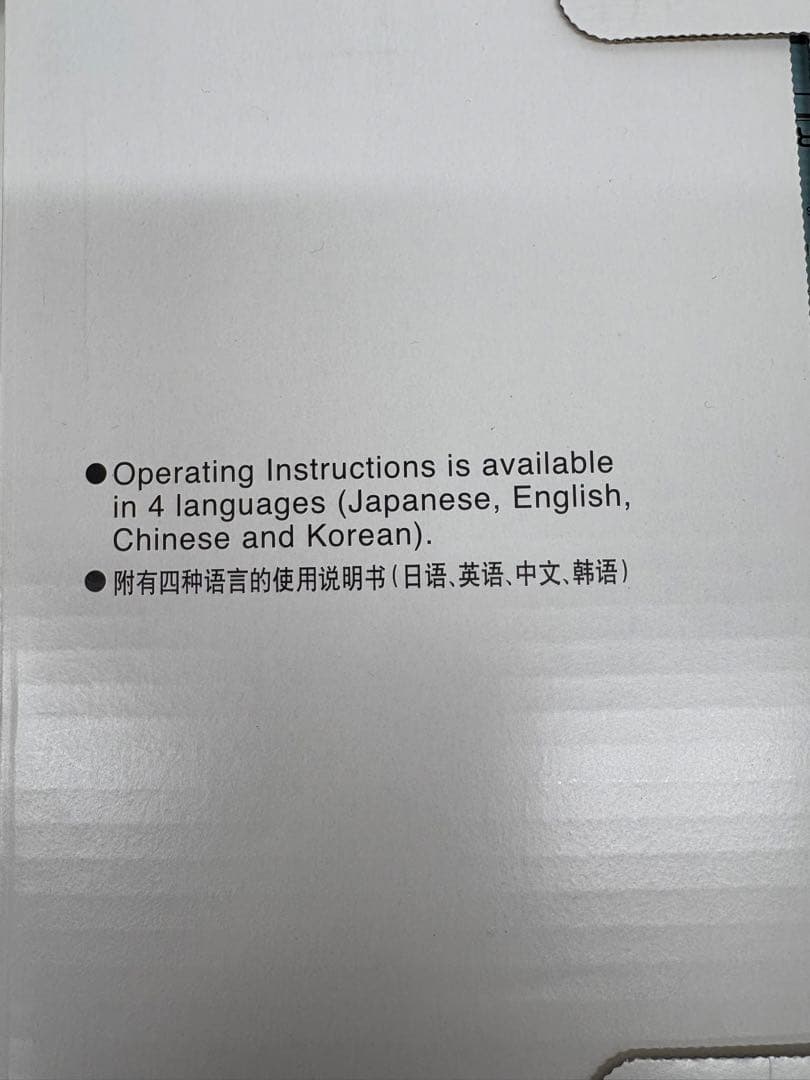 ●Operating Instructions is available
in 4 languages (Japanese, English,
Chinese and Korean).
●附有四种语言的使用说明书(日语、英语、中文、韩语)